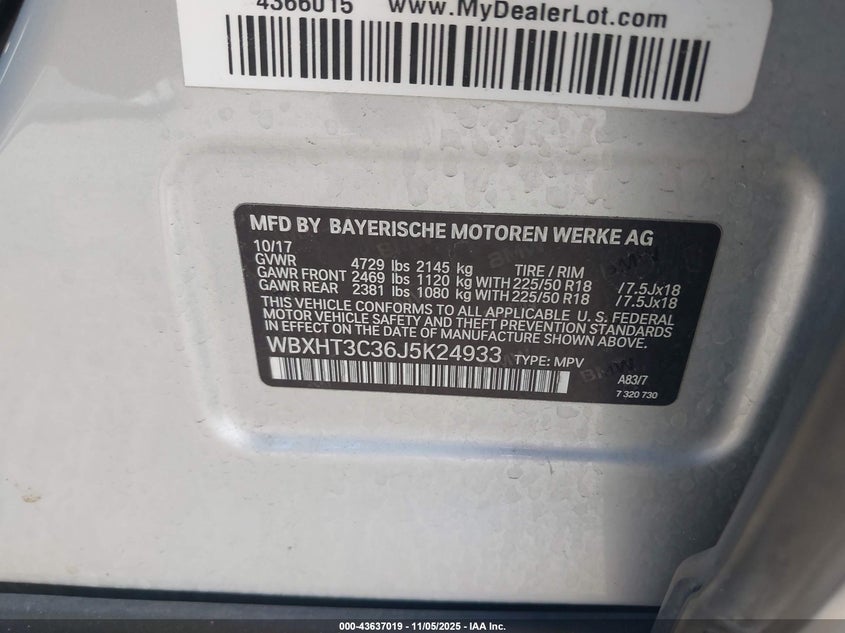 4366015 www.MyDealerLot.com
MFD BY BAYERISCHE MOTOREN WERKE AG
10/17
GVWR 4729 lbs 2145 kg TIRE / RIM
GAWR FRONT 2469 lbs 1120 kg WITH 225/50 R18 / 7.5Jx18
GAWR REAR 2381 lbs 1080 kg WITH 225/50 R18 / 7.5Jx18
THIS VEHICLE CONFORMS TO ALL APPLICABLE U. S. FEDERAL
MOTOR VEHICLE SAFETY AND THEFT PREVENTION STANDARDS
IN EFFECT ON THE DATE OF MANUFACTURE SHOWN ABOVE.
WBXHT3C36J5K24933 TYPE: MPV
A83/7
7 320 730
000-43637019 - 11/05/2025 - IAA Inc.